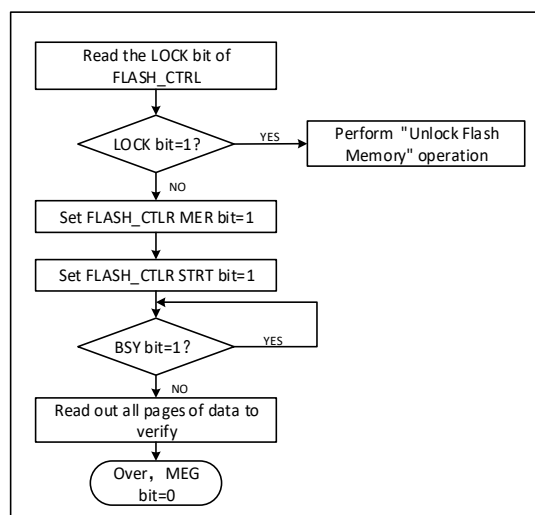 Read the LOCK bit of
FLASH_CTRL
LOCK bit=1?
YES
Perform "Unlock Flash
Memory" operation
NO
Set FLASH_CTLR MER bit=1
Set FLASH_CTLR STRT bit=1
BSY bit=1?
YES
NO
Read out all pages of data to
verify
Over, MEG
bit=0